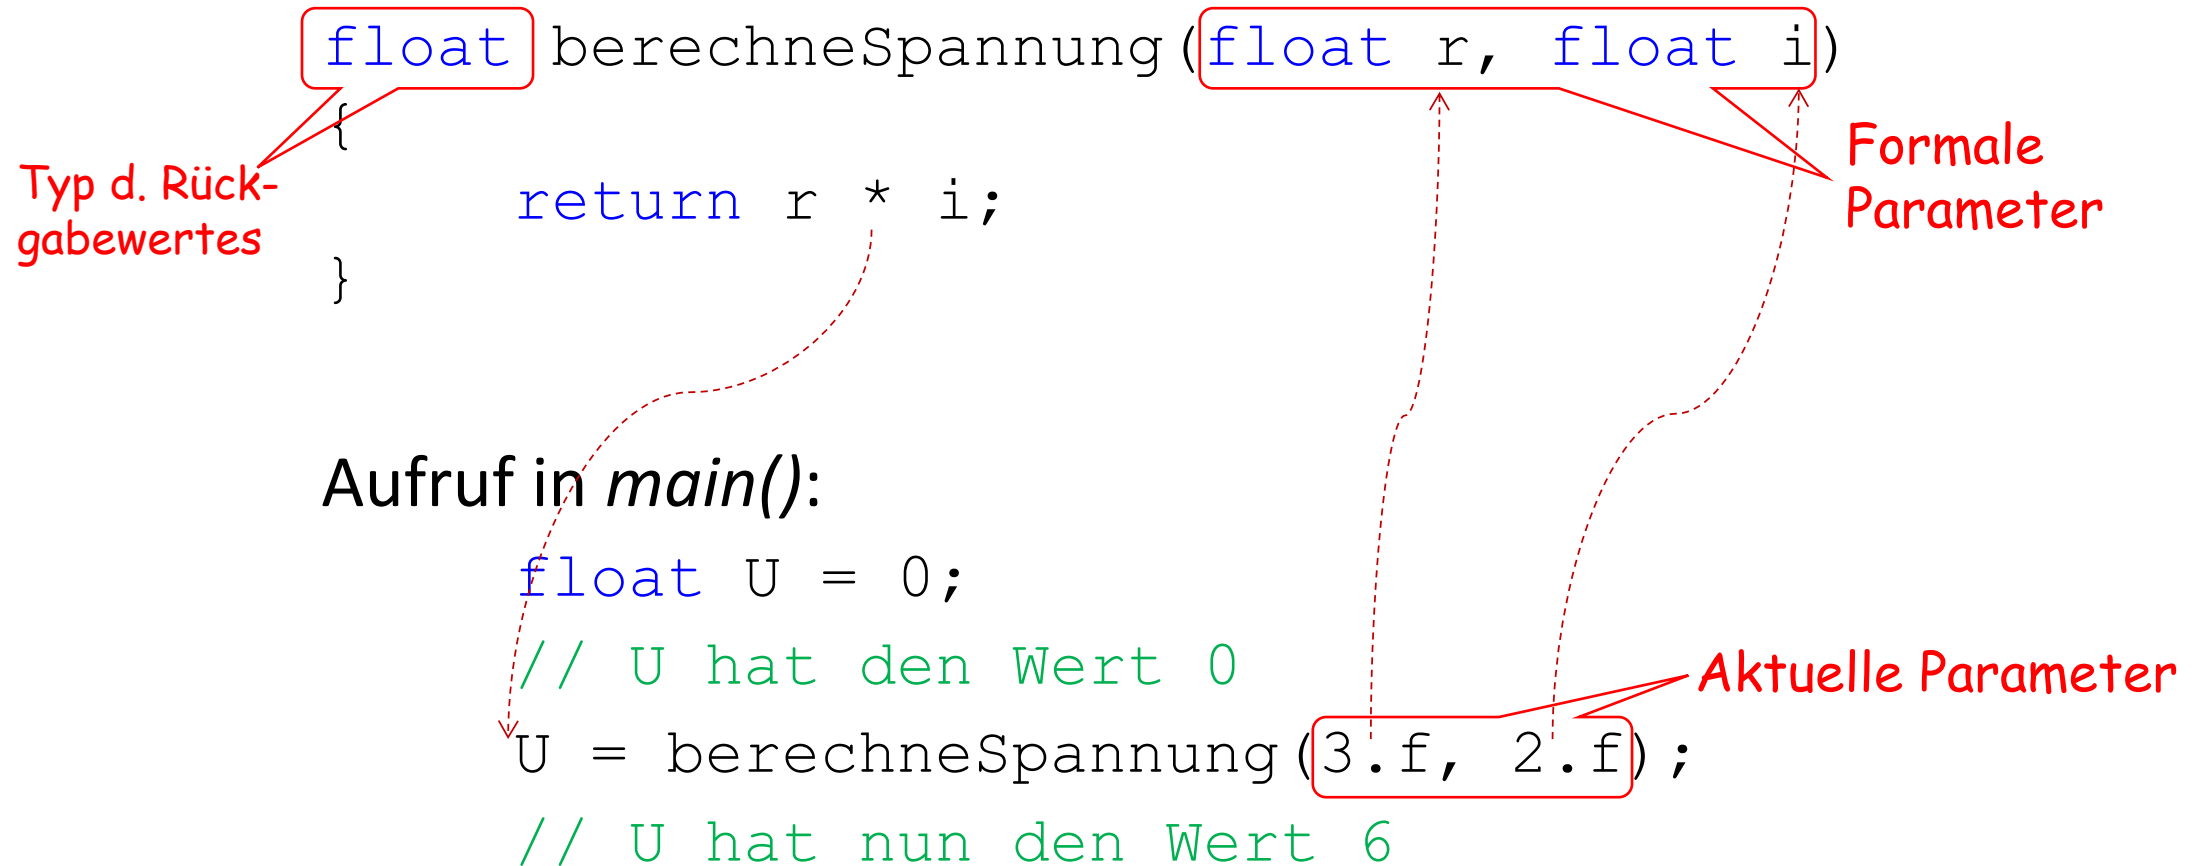 float berechneSpannung(float r, float i)
{
Typ d. Rück-
gabewertes
Formale
Parameter
return r * i;
}
Aufruf in main():
float U = 0;
// U hat den Wert 0
Aktuelle Parameter
U = berechneSpannung(3.f, 2.f);
// U hat nun den Wert 6